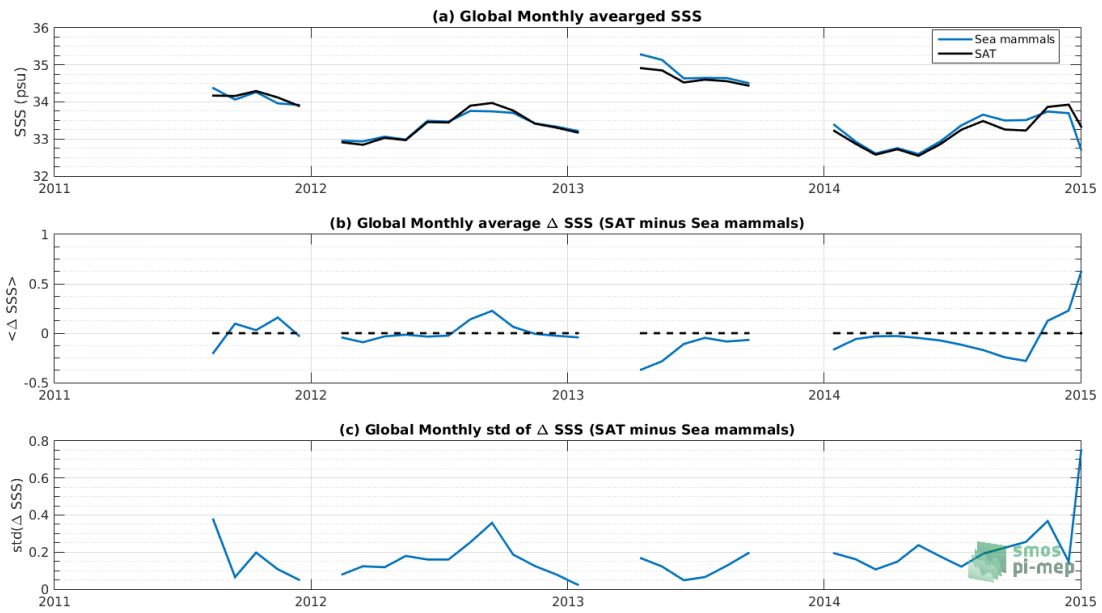 (a) Global Monthly avearged SSS
36
35
34
33
32
SSS (psu)
Sea mammals
SAT
2011 2012 2013 2014 2015
(b) Global Monthly average Δ SSS (SAT minus Sea mammals)
1
0.5
0
-0.5
<Δ SSS>
2011 2012 2013 2014 2015
(c) Global Monthly std of Δ SSS (SAT minus Sea mammals)
0.8
0.6
0.4
0.2
0
std(Δ SSS)
smos
pi-mep
2011 2012 2013 2014 2015